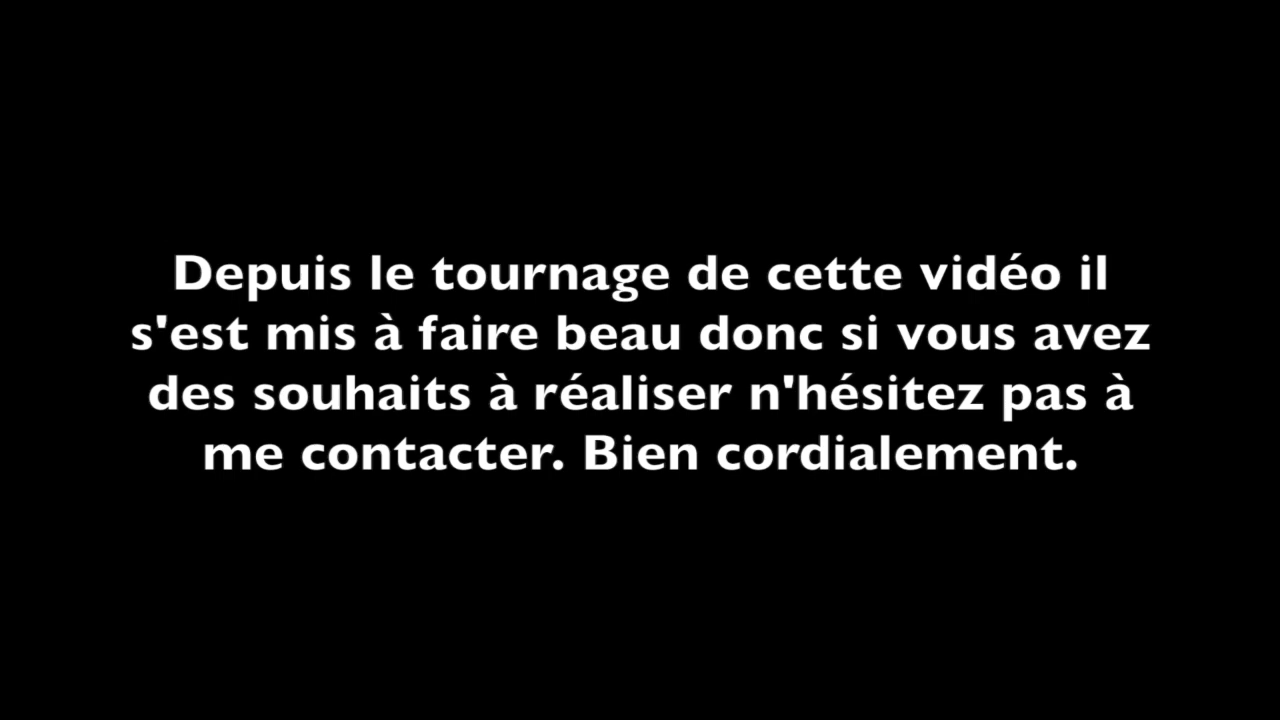 Depuis le tournage de cette vidéo il
s'est mis à faire beau donc si vous avez
des souhaits à réaliser n'hésitez pas à
me contacter. Bien cordialement.